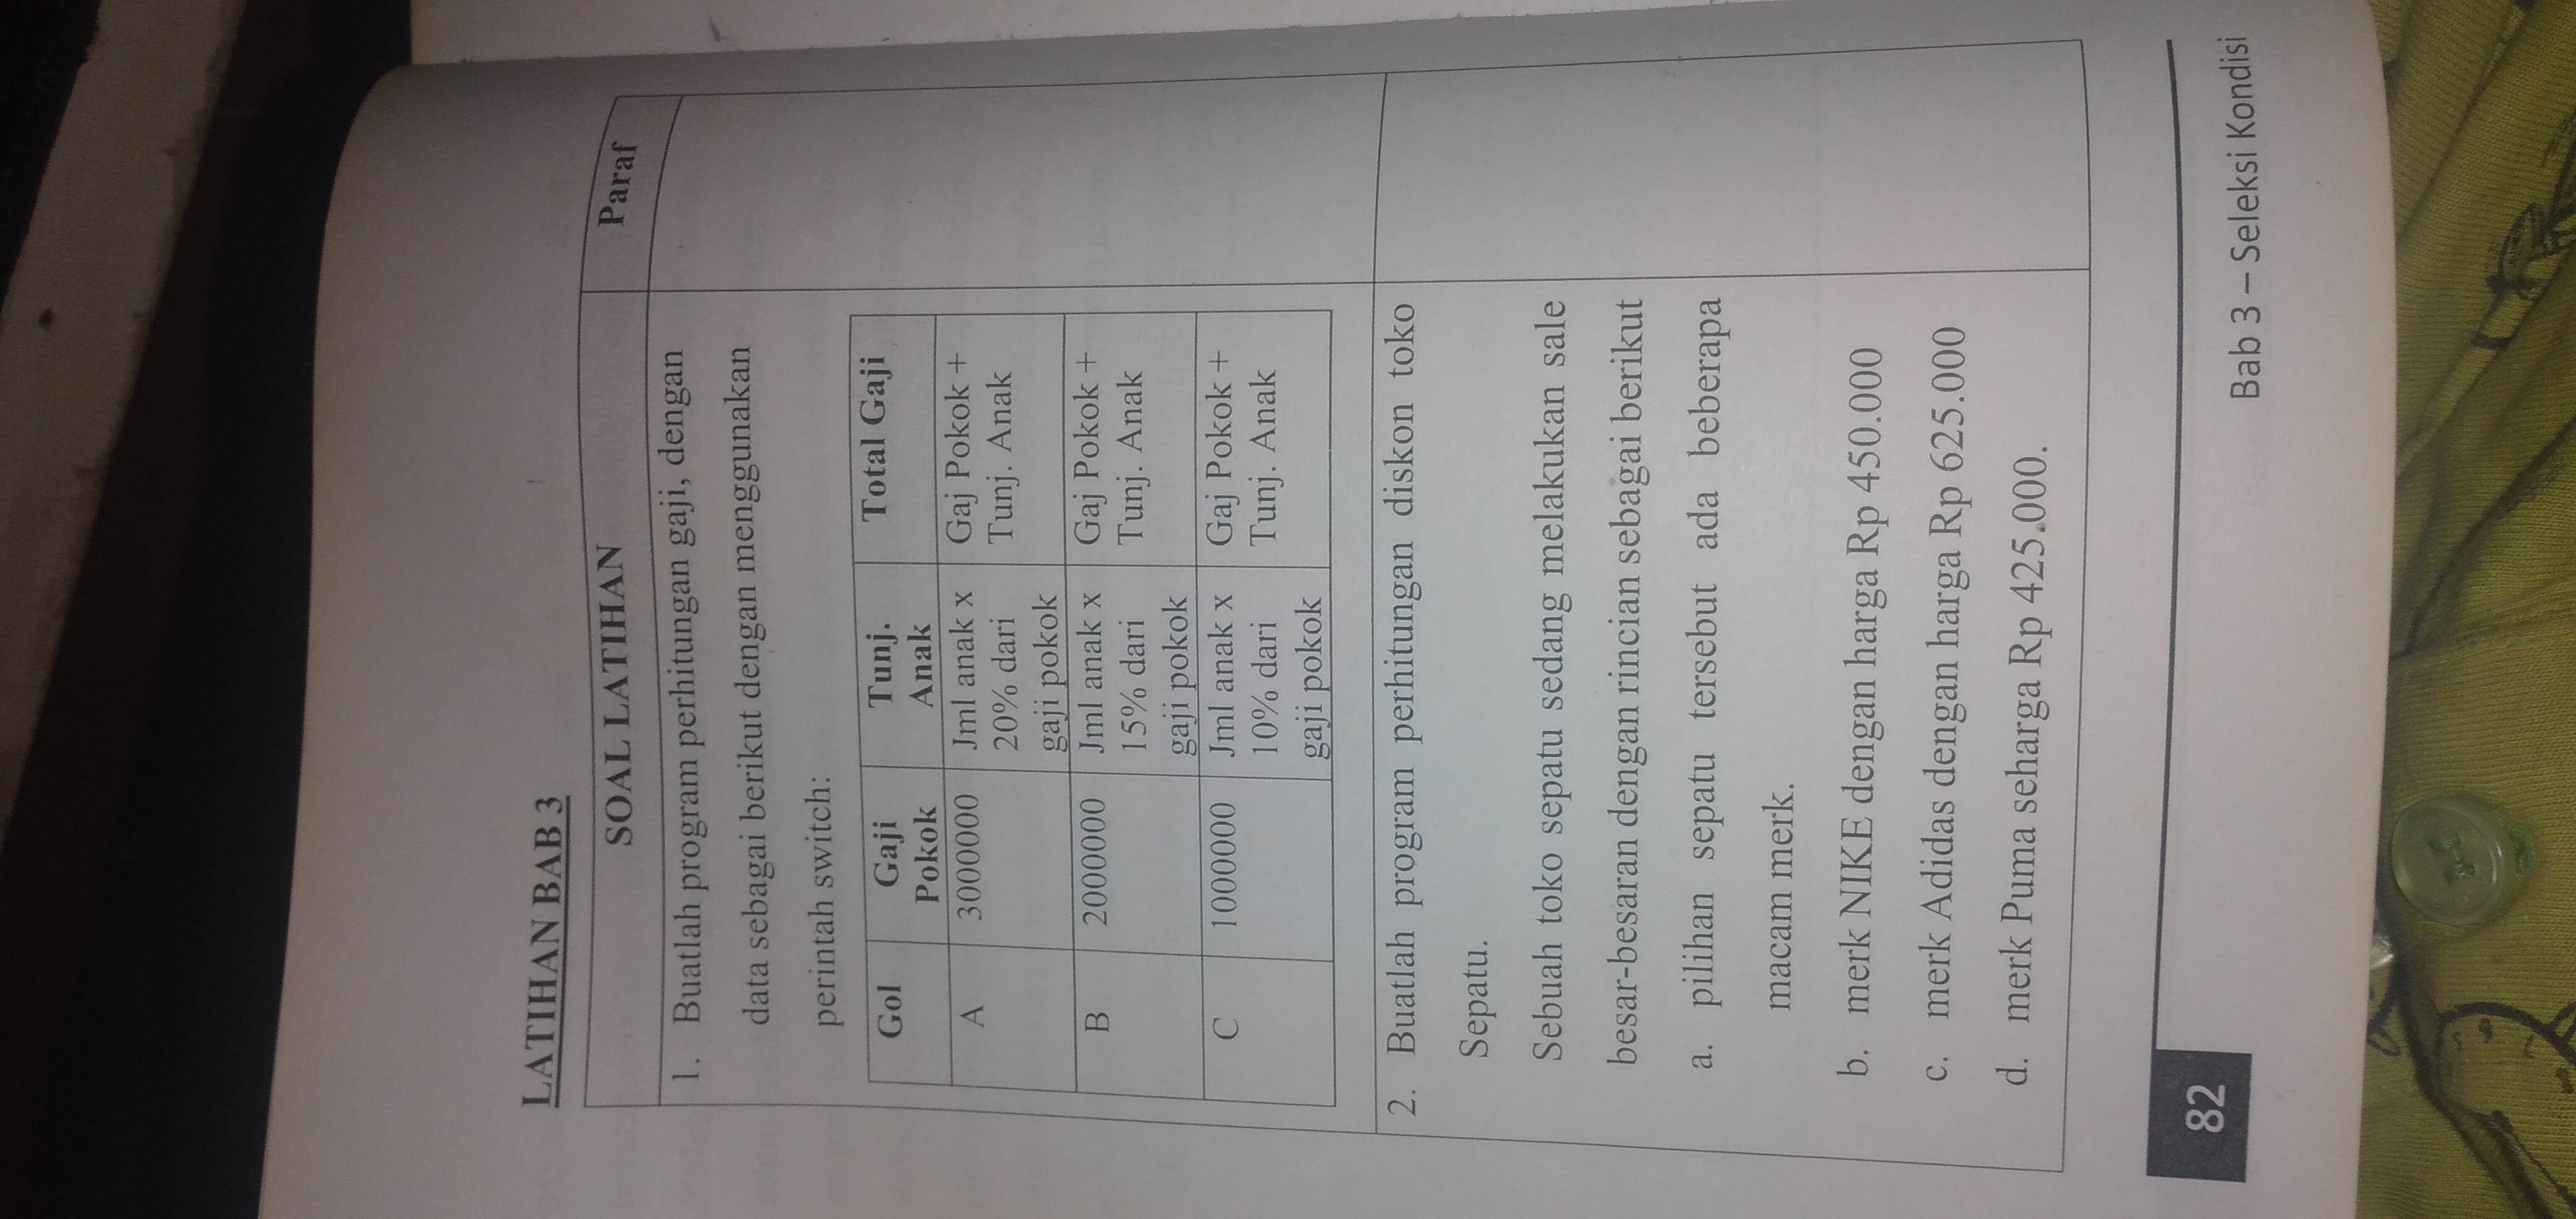 LATIHAN BAB 3
SOAL LATIHAN
Paraf
1. Buatlah program perhitungan gaji, dengan
data sebagai berikut dengan menggunakan
perintah switch:
Gol Gaji Pokok Tunj. Anak Total Gaji
A 3000000 Jml anak x 20% dari gaji pokok Gaj Pokok + Tunj. Anak
B 2000000 Jml anak x 15% dari gaji pokok Gaj Pokok + Tunj. Anak
C 1000000 Jml anak x 10% dari gaji pokok Gaj Pokok + Tunj. Anak
2. Buatlah program perhitungan diskon toko
Sepatu.
Sebuah toko sepatu sedang melakukan sale
besar-besaran dengan rincian sebagai berikut
a. pilihan sepatu tersebut ada beberapa
macam merk.
b. merk NIKE dengan harga Rp 450.000
c. merk Adidas dengan harga Rp 625.000
d. merk Puma seharga Rp 425.000.
82
Bab 3 – Seleksi Kondisi